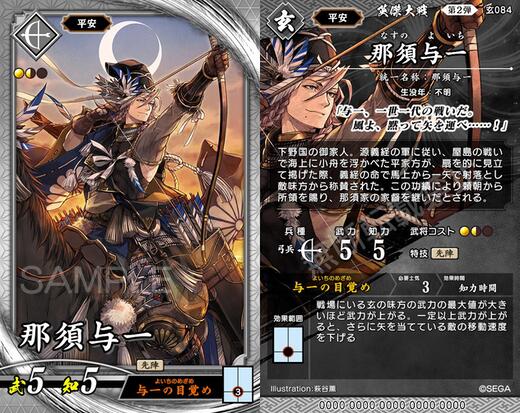 平安
SAMPLE
那須与一
先陣
武5 知5
よいちのめざめ
与一の目覚め
3
玄
平安
英傑大戦
第2弾
玄084
なすの よいち
那須与一
統一名称:那須与一
生没年・不明
「与一、一世一代の戦いだ。
風よ、黙って矢を運べ……!」
下野国の御家人。源義経の軍に従い、屋島の戦い
で海上に小舟を浮かべた平家方が、扇を的に見立
て掲げた際、義経の命で馬上から一矢で射落とし
敵味方から称賛された。この功績により頼朝から
所領を賜り、那須家の家督を継いだとされる。
兵種 武力 知力 武将コスト
弓兵 5 5 特技 先陣
よいちのめざめ 必要士気 効果時間
与一の目覚め 3 知力時間
効果範囲
戦場にいる玄の味方の武力の最大値が大き
いほど武力が上がる。一定以上武力が上が
ると、さらに矢を当てている敵の移動速度
を下げる
Illustration:萩谷薫
©SEGA
0000 0000 0000 0000 0000